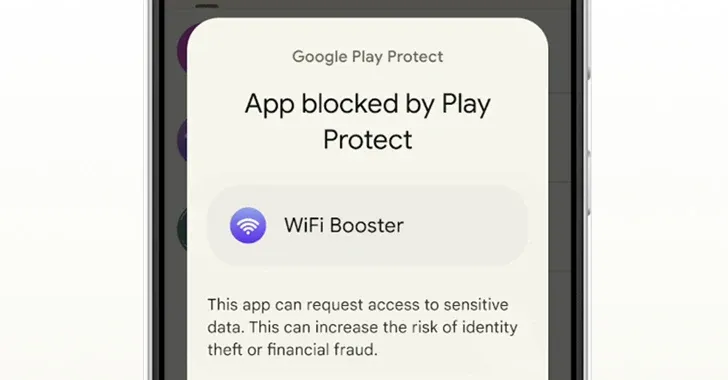 Google Play Protect
App blocked by Play
Protect
WiFi Booster
This app can request access to sensitive
data. This can increase the risk of identity
theft or financial fraud.